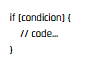 if (condicion) {
// code...
}